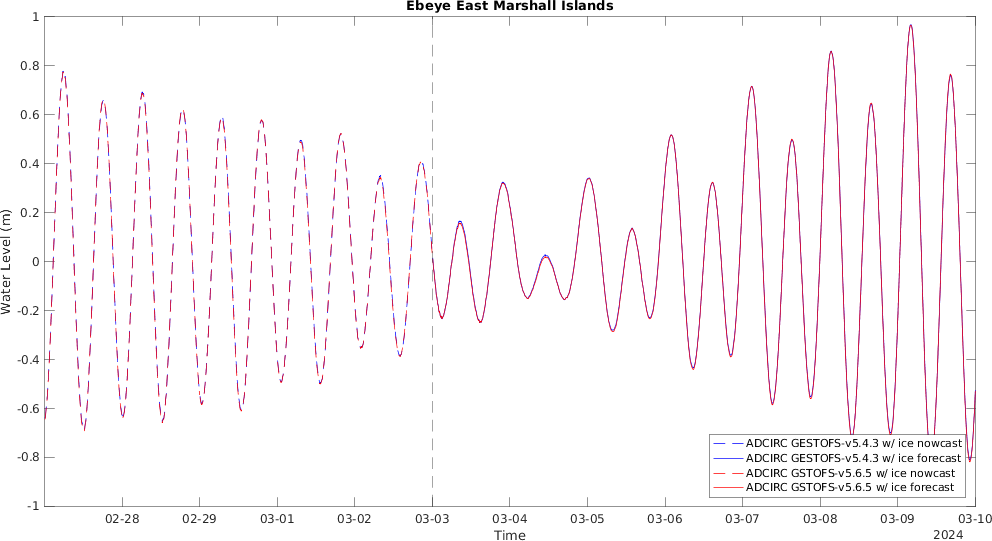 Ebeye East Marshall Islands
1
0.8
0.6
0.4
0.2
0
-0.2
-0.4
-0.6
-0.8
-1
Water Level (m)
ADCIRC GESTOFS-v5.4.3 w/ ice nowcast
ADCIRC GESTOFS-v5.4.3 w/ ice forecast
ADCIRC GSTOFS-v5.6.5 w/ ice nowcast
ADCIRC GSTOFS-v5.6.5 w/ ice forecast
02-28 02-29 03-01 03-02 03-03 03-04 03-05 03-06 03-07 03-08 03-09 03-10
Time
2024